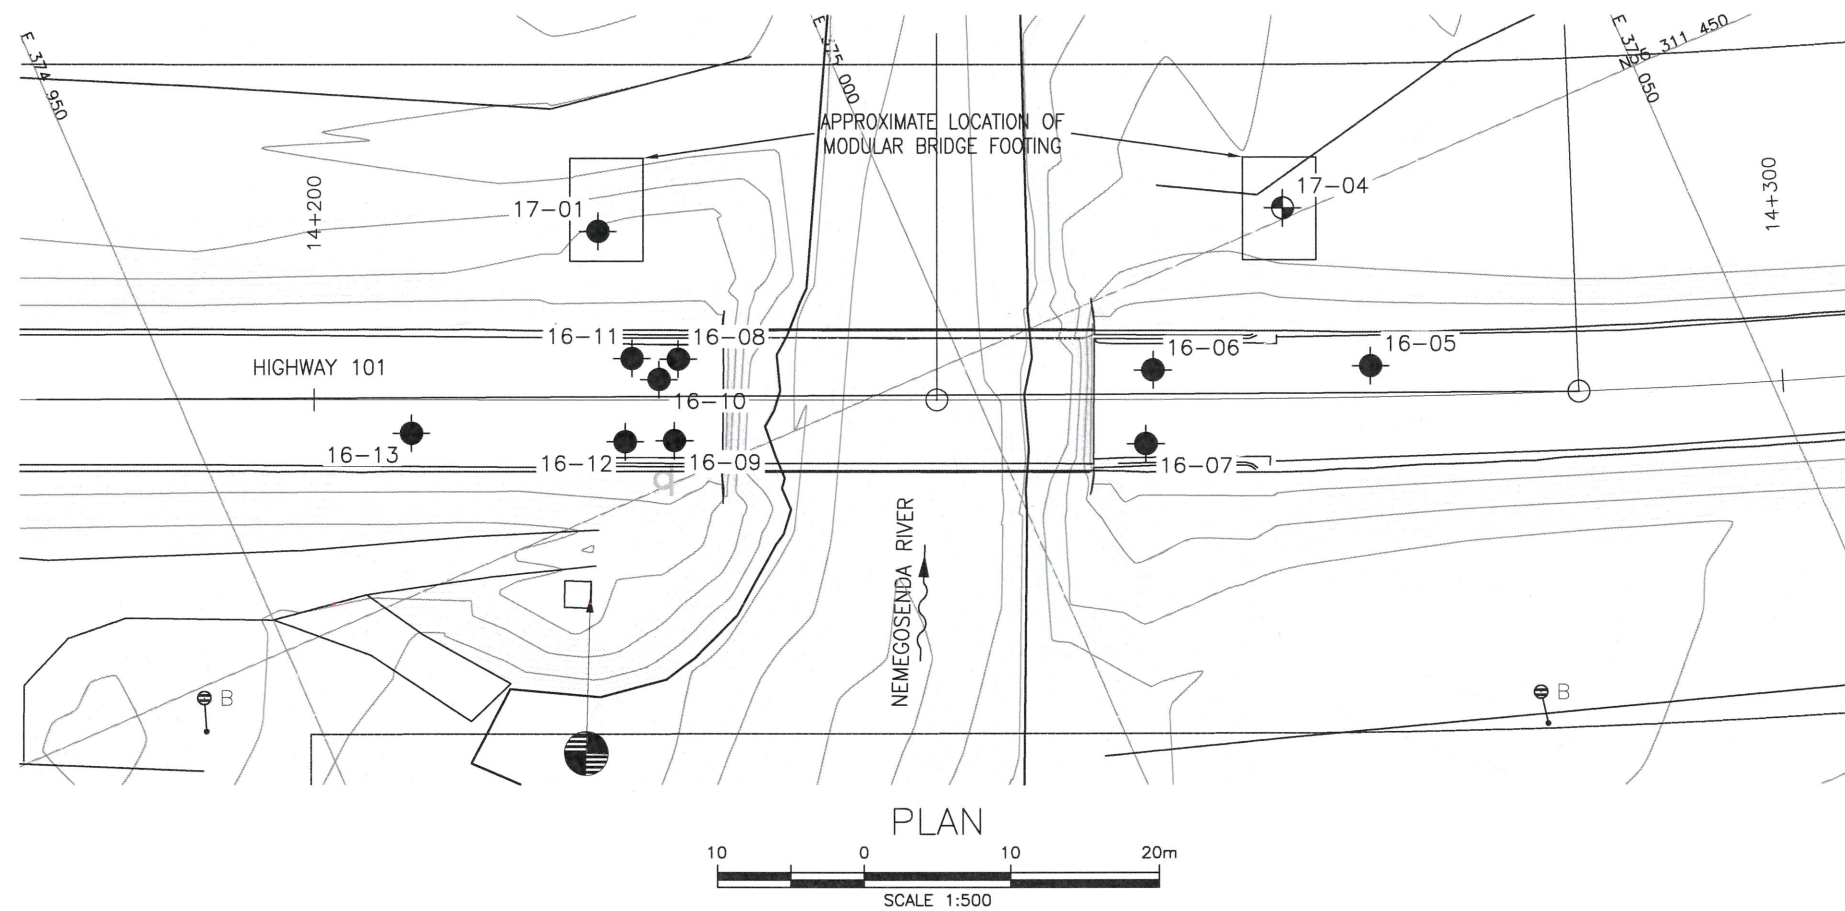 E 374 950
E 375 000
E 375 050
N5 311 450
APPROXIMATE LOCATION OF
MODULAR BRIDGE FOOTING
14+200
17-01
17-04
14+300
16-11
16-08
16-06
16-05
HIGHWAY 101
16-10
16-13
16-12
16-09
16-07
q
NEMEGOSENDA RIVER
B
B
PLAN
10 0 10 20m
SCALE 1:500